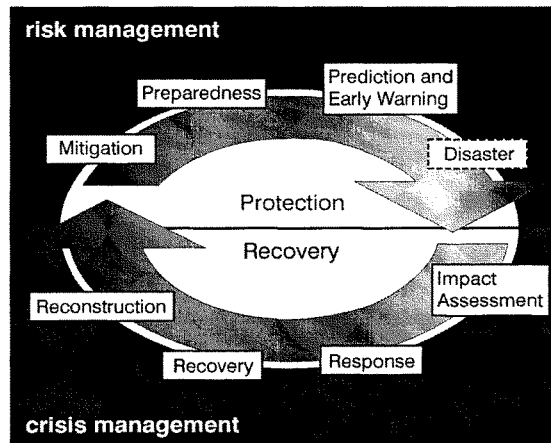 risk management
Preparedness
Prediction and
Early Warning
Mitigation
Disaster
Protection
Recovery
Reconstruction
Impact
Assessment
Recovery
Response
crisis management